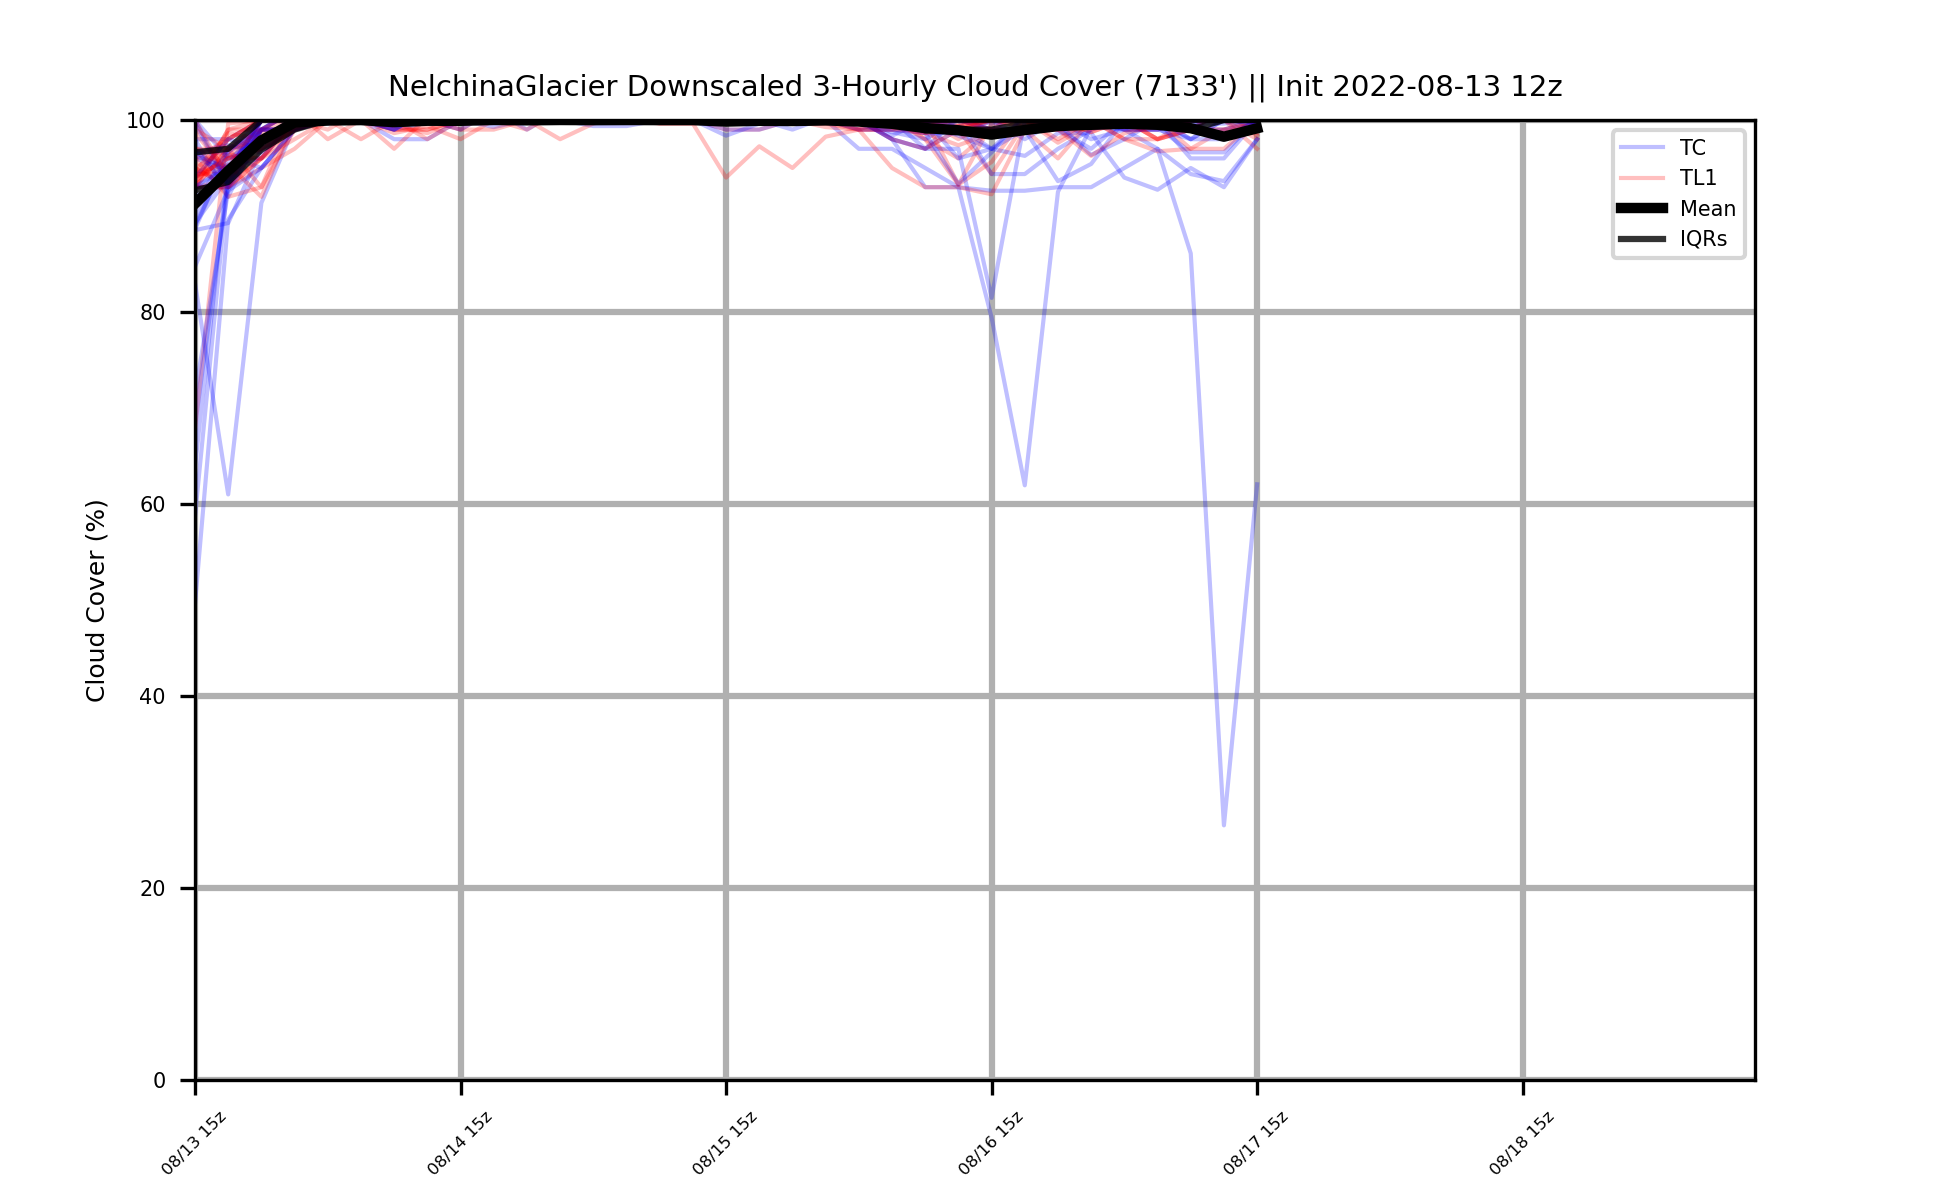 NelchinaGlacier Downscaled 3-Hourly Cloud Cover (7133') || Init 2022-08-13 12z
TC
TL1
Mean
IQRs
Cloud Cover (%)
100
80
60
40
20
0
08/13 15z
08/14 15z
08/15 15z
08/16 15z
08/17 15z
08/18 15z